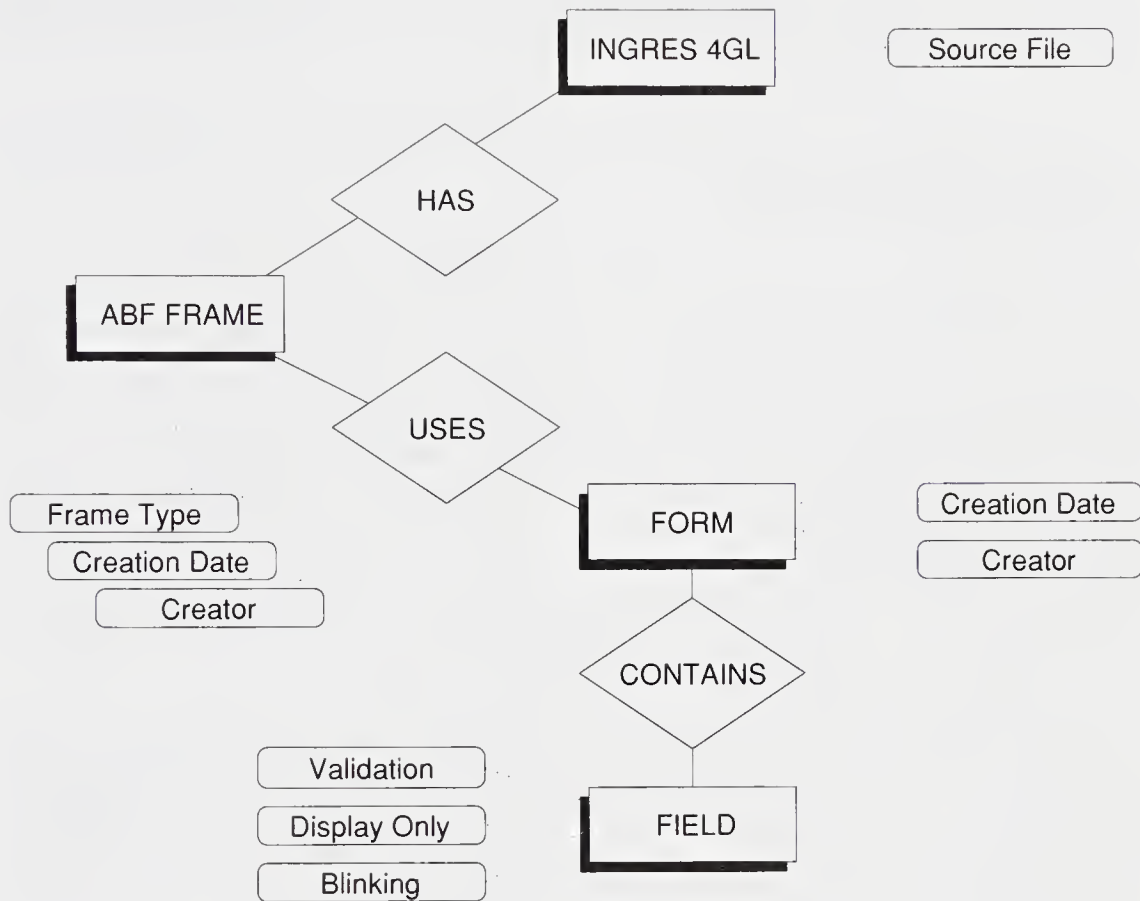 INGRES 4GL
Source File
HAS
ABF FRAME
USES
Frame Type
Creation Date
Creator
FORM
Creation Date
Creator
CONTAINS
Validation
Display Only
Blinking
FIELD